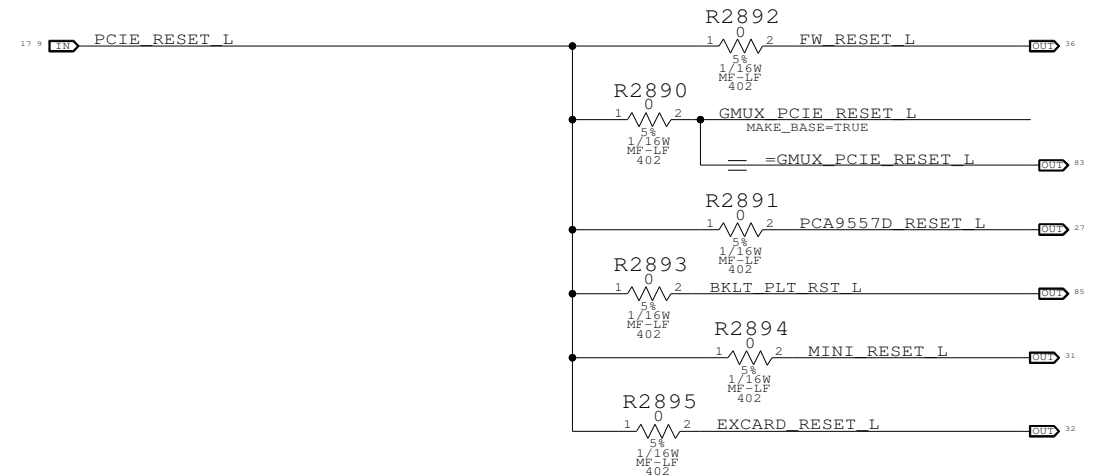 17 9 IN PCIE_RESET_L
R2892
0
1 2 FW_RESET_L OUT 36
5%
1/16W
MF-LF
402
R2890
0
1 2 GMUX_PCIE_RESET_L
5% MAKE_BASE=TRUE
1/16W
MF-LF
402
=GMUX_PCIE_RESET_L OUT 83
R2891
0
1 2 PCA9557D_RESET_L OUT 27
5%
1/16W
MF-LF
402
R2893
0
1 2 BKLT_PLT_RST_L OUT 85
5%
1/16W
MF-LF
402
R2894
0
1 2 MINI_RESET_L OUT 31
5%
1/16W
MF-LF
402
R2895
0
1 2 EXCARD_RESET_L OUT 32
5%
1/16W
MF-LF
402